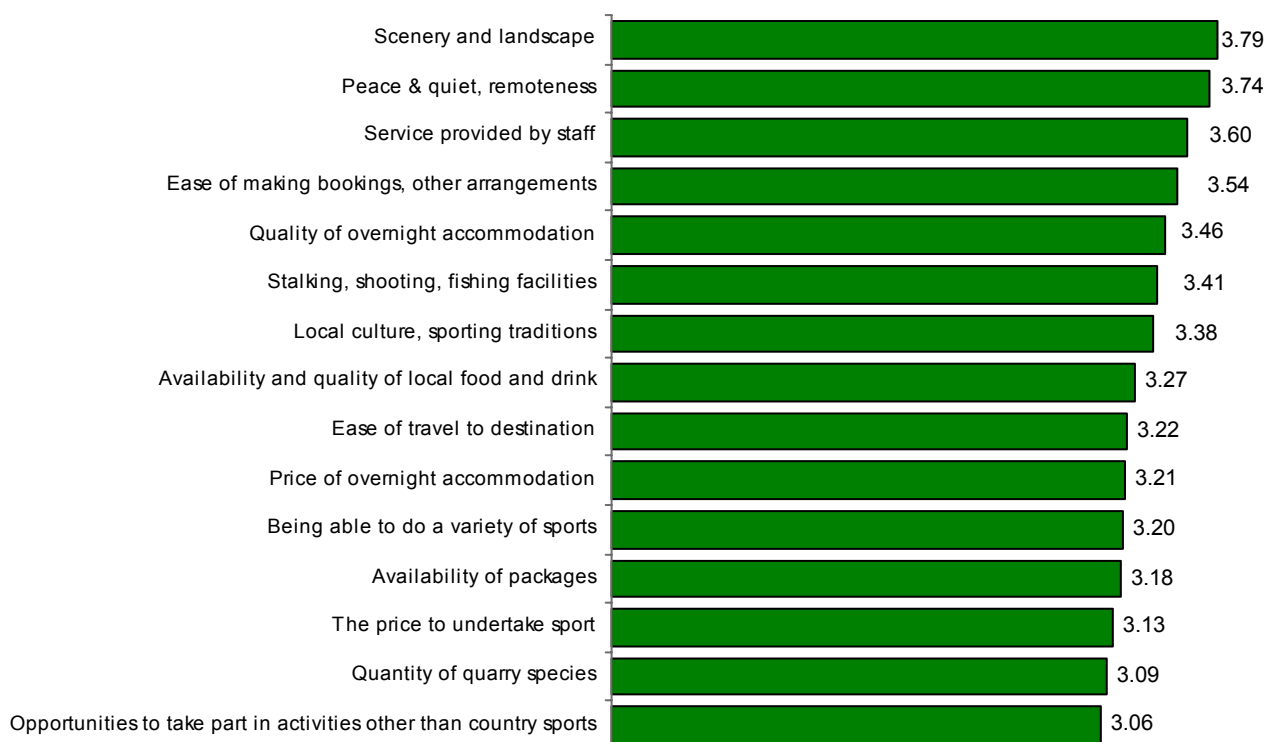 Scenery and landscape 3.79
Peace & quiet, remoteness 3.74
Service provided by staff 3.60
Ease of making bookings, other arrangements 3.54
Quality of overnight accommodation 3.46
Stalking, shooting, fishing facilities 3.41
Local culture, sporting traditions 3.38
Availability and quality of local food and drink 3.27
Ease of travel to destination 3.22
Price of overnight accommodation 3.21
Being able to do a variety of sports 3.20
Availability of packages 3.18
The price to undertake sport 3.13
Quantity of quarry species 3.09
Opportunities to take part in activities other than country sports 3.06